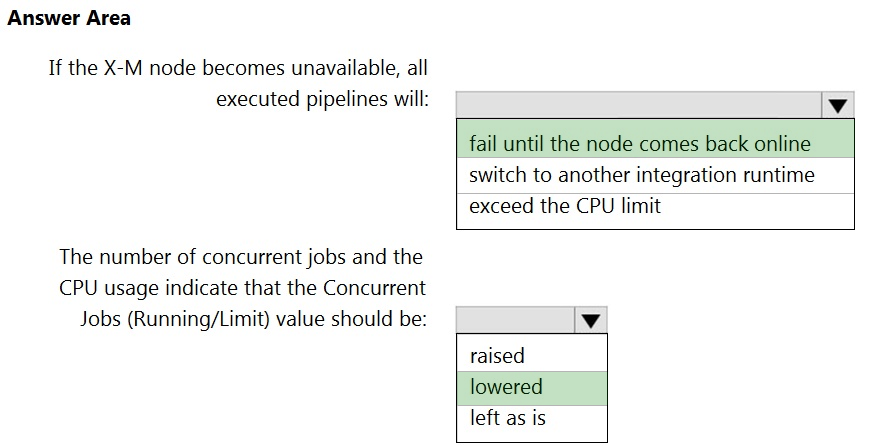 Answer Area
If the X-M node becomes unavailable, all
executed pipelines will:
fail until the node comes back online
switch to another integration runtime
exceed the CPU limit
The number of concurrent jobs and the
CPU usage indicate that the Concurrent
Jobs (Running/Limit) value should be:
raised
lowered
left as is